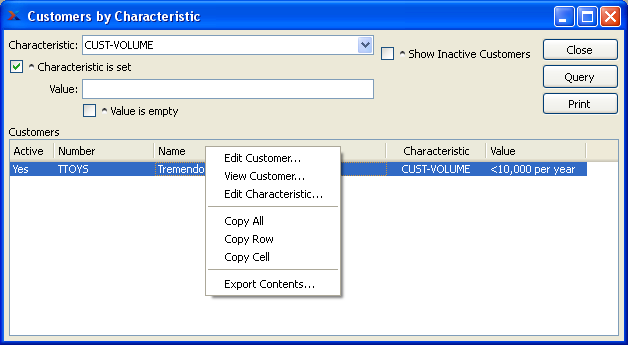 Customers by Characteristic
Characteristic: CUST-VOLUME
^ Show Inactive Customers
Close
^ Characteristic is set
Query
Value:
Print
^ Value is empty
Customers
Active Number Name Characteristic Value
Yes TTOYS Tremendo CUST-VOLUME <10,000 per year
Edit Customer...
View Customer...
Edit Characteristic...
Copy All
Copy Row
Copy Cell
Export Contents...